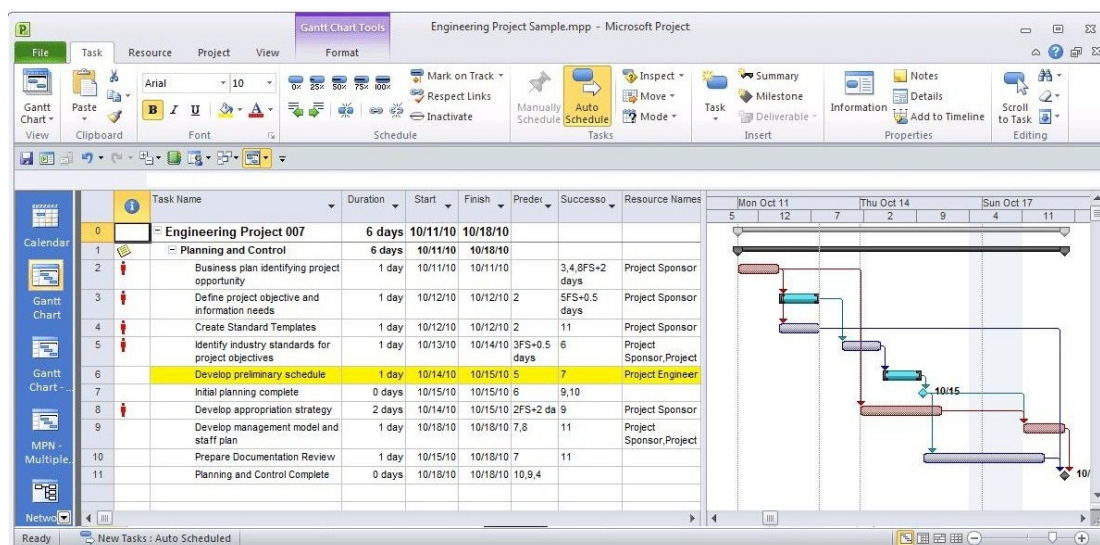 Gantt Chart Tools
Engineering Project Sample.mpp - Microsoft Project
File Task Resource Project View Format
Gantt Chart
View
Paste
Clipboard
Arial 10
B I U A
Font
0% 25% 50% 75% 100%
Mark on Track
Respect Links
Inactivate
Schedule
Manually Schedule
Auto Schedule
Inspect
Move
Mode
Tasks
Task
Summary
Milestone
Deliverable
Insert
Information
Notes
Details
Add to Timeline
Properties
Scroll to Task
Editing
Calendar
Gantt Chart
Gantt Chart - ...
MPN - Multiple...
Netwo
Task Name Duration Start Finish Predec Successo Resource Names
0 Engineering Project 007 6 days 10/11/10 10/18/10
1 Planning and Control 6 days 10/11/10 10/18/10
2 Business plan identifying project opportunity 1 day 10/11/10 10/11/10 3,4,8FS+2 days Project Sponsor
3 Define project objective and information needs 1 day 10/12/10 10/12/10 2 5FS+0.5 days Project Sponsor
4 Create Standard Templates 1 day 10/12/10 10/12/10 2 11 Project Sponsor
5 Identify industry standards for project objectives 1 day 10/13/10 10/14/10 3FS+0.5 days 6 Project Sponsor,Project
6 Develop preliminary schedule 1 day 10/14/10 10/15/10 5 7 Project Engineer
7 Initial planning complete 0 days 10/15/10 10/15/10 6 9,10
8 Develop appropriation strategy 2 days 10/14/10 10/15/10 2FS+2 da 9 Project Sponsor
9 Develop management model and staff plan 1 day 10/18/10 10/18/10 7,8 11 Project Sponsor,Project
10 Prepare Documentation Review 1 day 10/15/10 10/18/10 7 11
11 Planning and Control Complete 0 days 10/18/10 10/18/10 10,9,4
Mon Oct 11 Thu Oct 14 Sun Oct 17
5 12 7 2 9 4 11
10/15
10/
Ready New Tasks : Auto Scheduled